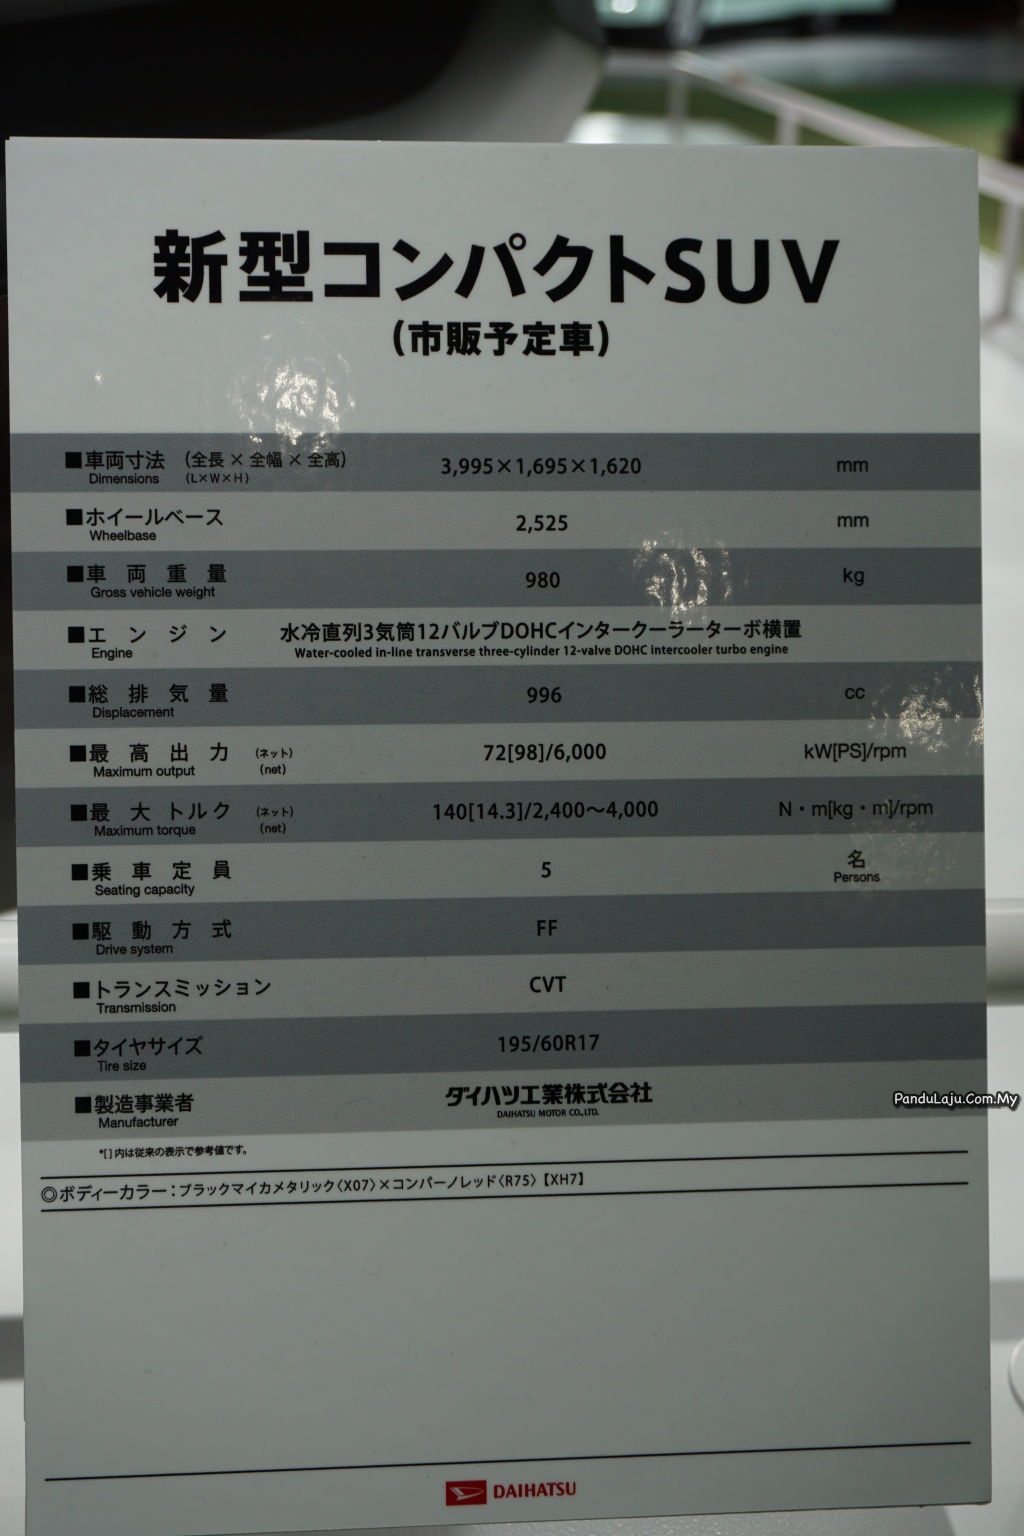 新型コンパクトSUV
(市販予定車)
■車両寸法 (全長 × 全幅 × 全高) 3,995×1,695×1,620 mm
Dimensions (L×W×H)
■ホイールベース 2,525 mm
Wheelbase
■車両重量 980 kg
Gross vehicle weight
■エンジン 水冷直列3気筒12バルブDOHCインタークーラーターボ横置
Engine Water-cooled in-line transverse three-cylinder 12-valve DOHC intercooler turbo engine
■総排気量 996 cc
Displacement
■最高出力 (ネット) 72[98]/6,000 kW[PS]/rpm
Maximum output (net)
■最大トルク (ネット) 140[14.3]/2,400～4,000 N・m[kg・m]/rpm
Maximum torque (net)
■乗車定員 5 名
Seating capacity Persons
■駆動方式 FF
Drive system
■トランスミッション CVT
Transmission
■タイヤサイズ 195/60R17
Tire size
■製造事業者 ダイハツ工業株式会社
Manufacturer DAIHATSU MOTOR CO.,LTD.
PanduLaju.Com.My
*[ ]内は従来の表示で参考値です。
◎ボディーカラー：ブラックマイカメタリック〈X07〉×コンパーノレッド〈R75〉【XH7】
DAIHATSU